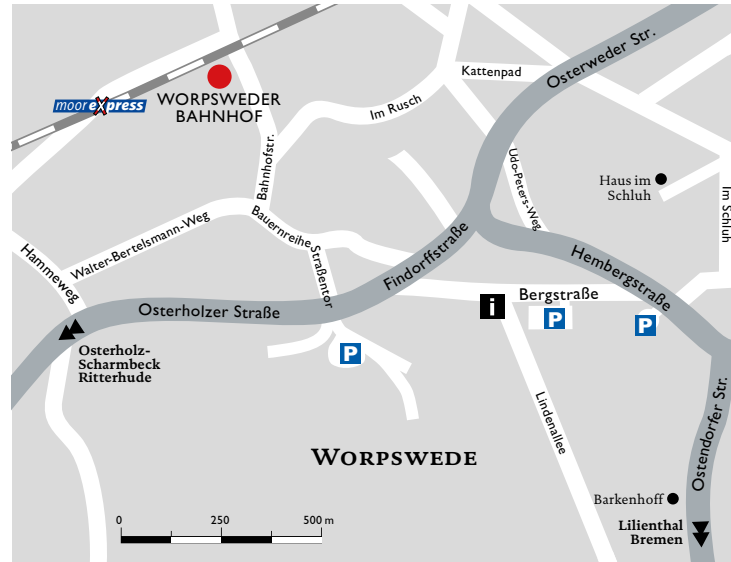 Osterweder Str.
Kattenpad
moorexpress
WORPSWEDER
BAHNHOF
Im Rusch
Bahnhofstr.
Udo-Peters-Weg
Haus im
Schluh
Im Schluh
Walter-Bertelsmann-Weg
Bauernreihe
Straßentor
Hammeweg
Findorffstraße
Hembergstraße
Bergstraße
i
P
P
Osterholzer Straße
P
Osterholz-
Scharmbeck
Ritterhude
Lindenallee
Ostendorfer Str.
WORPSWEDE
Barkenhoff
0 250 500 m
Lilienthal
Bremen